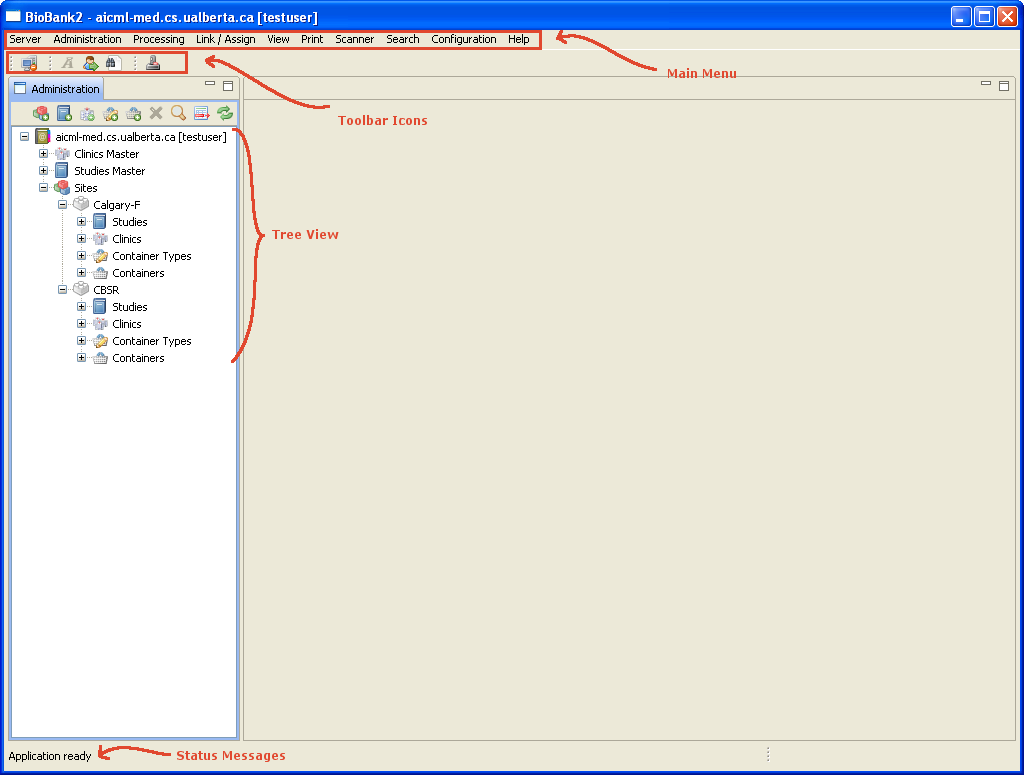 BioBank2 - aicml-med.cs.ualberta.ca [testuser]
Server Administration Processing Link / Assign View Print Scanner Search Configuration Help
Main Menu
Toolbar Icons
Administration
aicml-med.cs.ualberta.ca [testuser]
Clinics Master
Studies Master
Sites
Calgary-F
Studies
Clinics
Tree View
Container Types
Containers
CBSR
Studies
Clinics
Container Types
Containers
Application ready
Status Messages